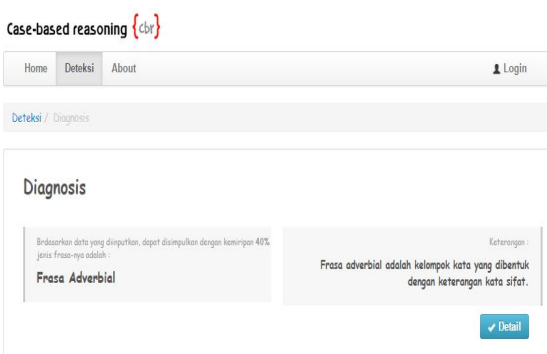 Case-based reasoning {cbr}
Home Deteksi About Login
Deteksi / Diagnosis
Diagnosis
Brdasarkan data yang diinputkan, dapat disimpulkan dengan kemiripan 40%
jenis frasa-nya adalah :
Frasa Adverbial
Keterangan :
Frasa adverbial adalah kelompok kata yang dibentuk
dengan keterangan kata sifat.
Detail